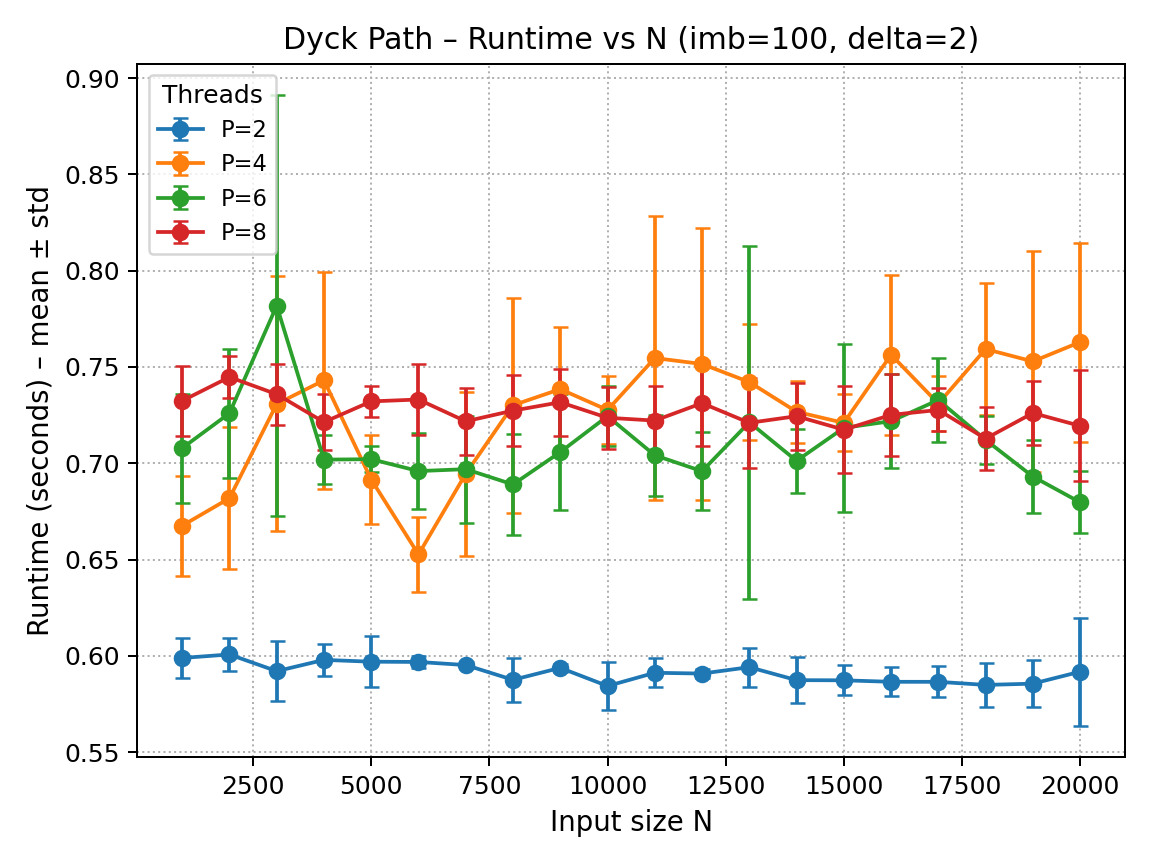 Dyck Path – Runtime vs N (imb=100, delta=2)
Runtime (seconds) – mean ± std
0.90
0.85
0.80
0.75
0.70
0.65
0.60
0.55
Threads
P=2
P=4
P=6
P=8
2500 5000 7500 10000 12500 15000 17500 20000
Input size N